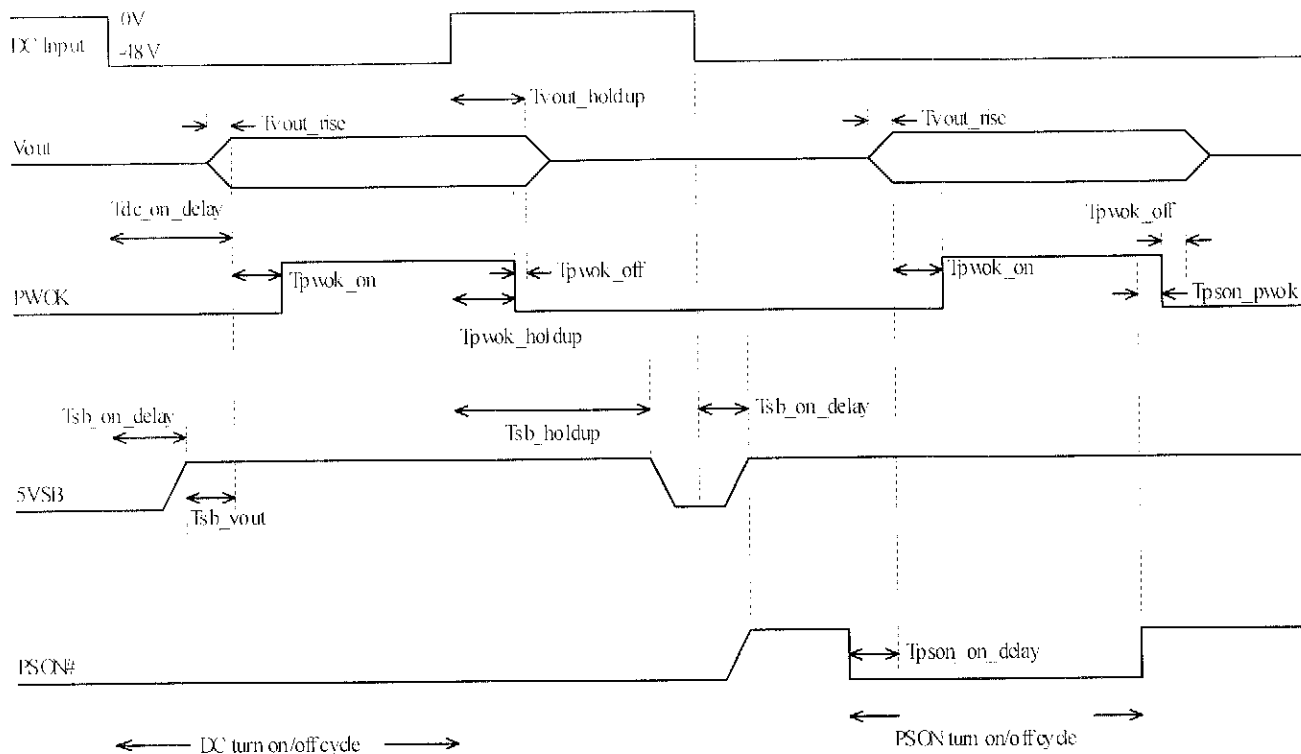 0V
DC Input
-48V
Tvout_holdup
Tvout_rise
Tvout_rise
Vout
Tdc_on_delay
Tpwok_off
Tpwok_on
Tpwok_off
Tpwok_on
PWOK
Tpson_pwok
Tpwok_holdup
Tsb_on_delay
Tsb_on_delay
Tsb_holdup
5VSB
Tsb_vout
Tpson_on_delay
PSON#
DC turn on/off cycle
PSON turn on/off cycle